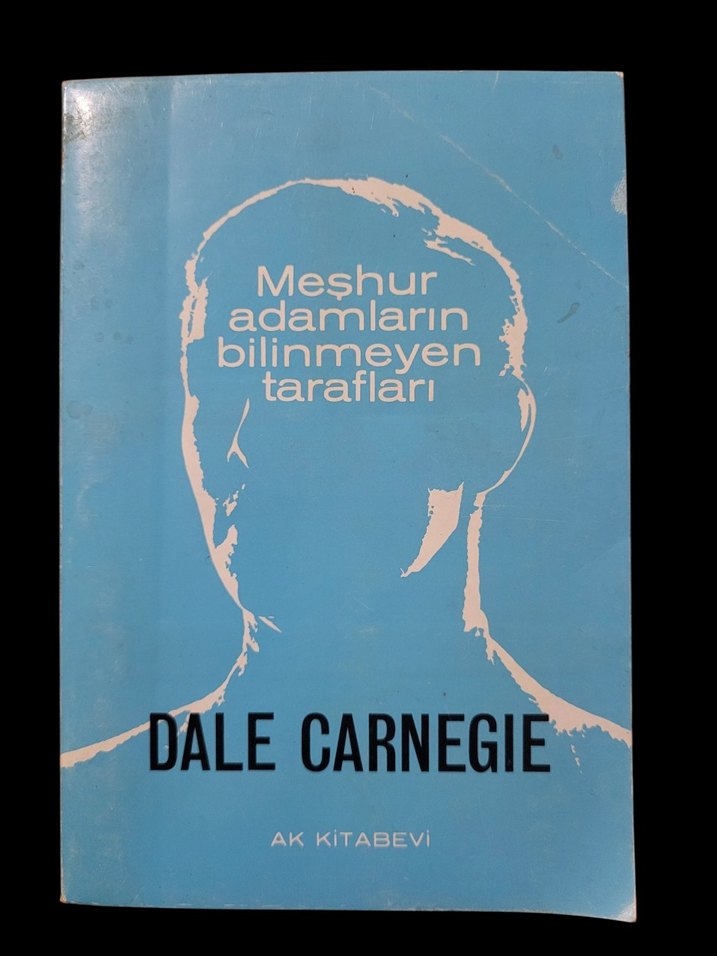 Meşhur
adamların
bilinmeyen
tarafları
DALE CARNEGIE
AK KİTABEVİ